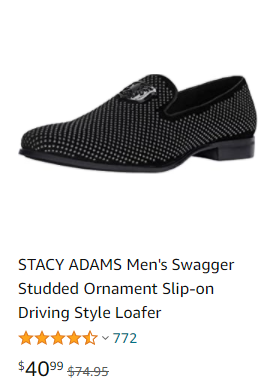 STACY ADAMS Men's Swagger
Studded Ornament Slip-on
Driving Style Loafer
772
$40.99 $74.95